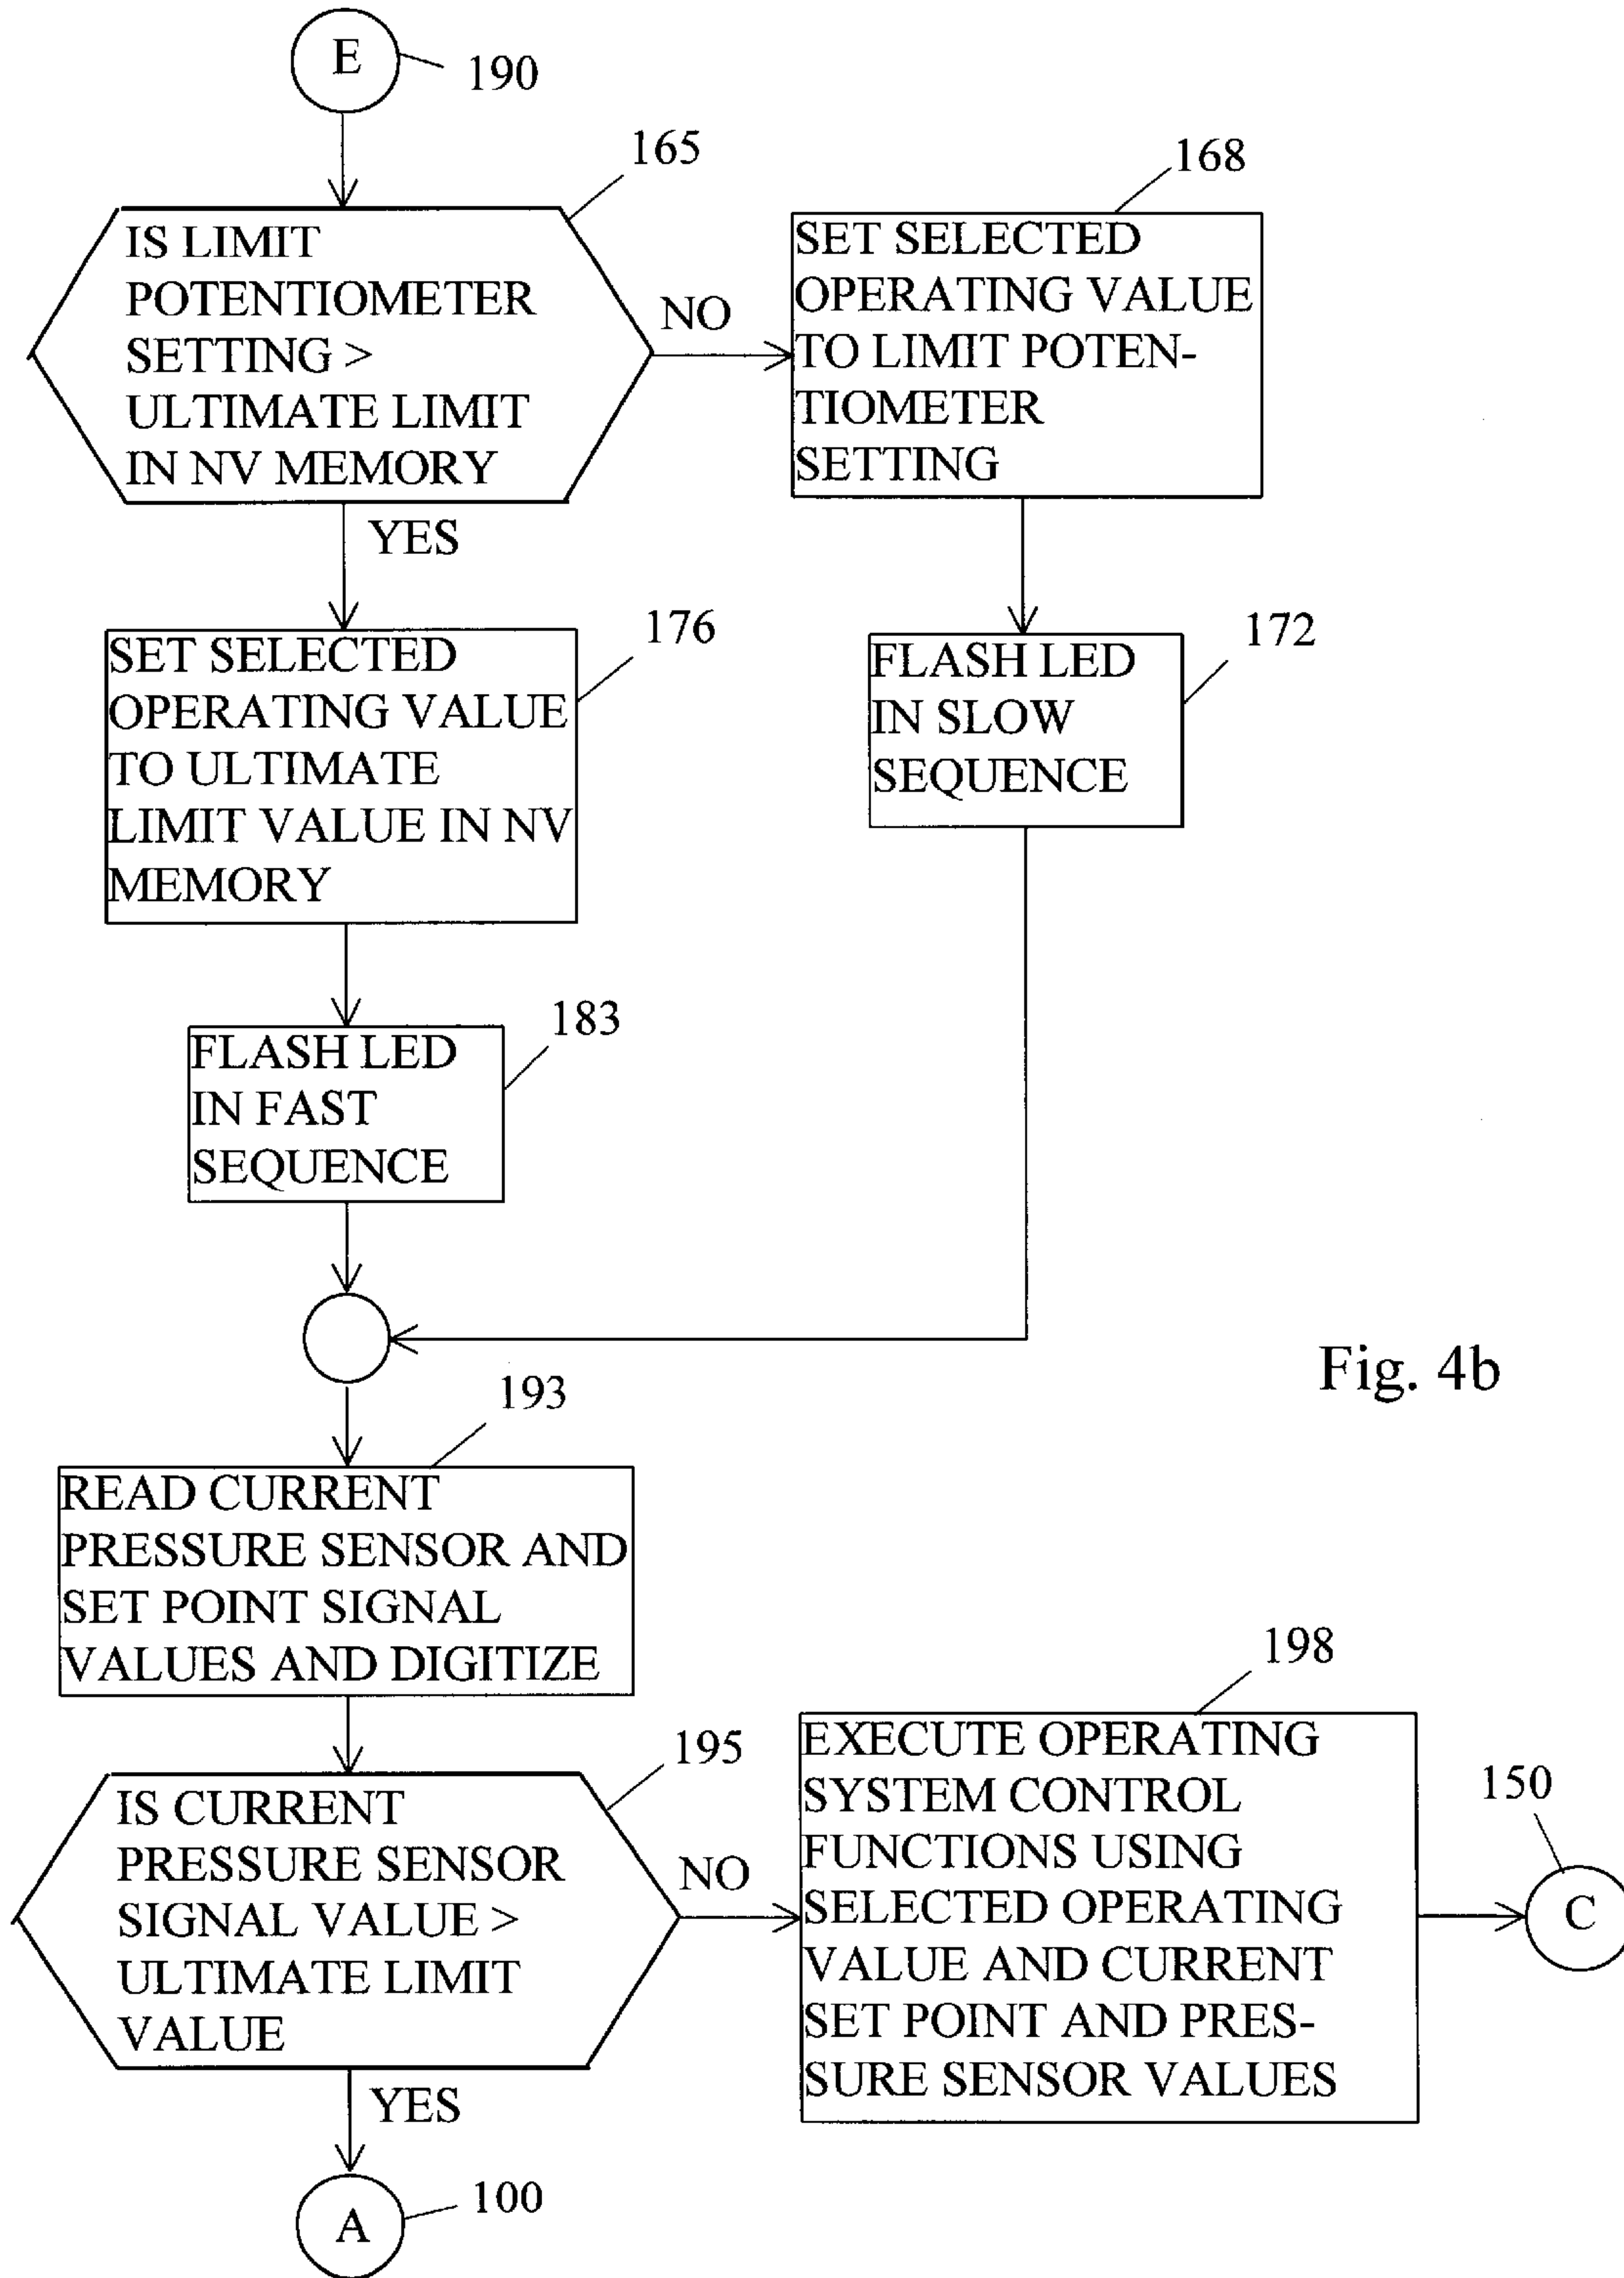 E
190
165
IS LIMIT
POTENTIOMETER
SETTING >
ULTIMATE LIMIT
IN NV MEMORY
NO
168
SET SELECTED
OPERATING VALUE
TO LIMIT POTEN-
TIOMETER
SETTING
YES
176
SET SELECTED
OPERATING VALUE
TO ULTIMATE
LIMIT VALUE IN NV
MEMORY
172
FLASH LED
IN SLOW
SEQUENCE
183
FLASH LED
IN FAST
SEQUENCE
Fig. 4b
193
READ CURRENT
PRESSURE SENSOR AND
SET POINT SIGNAL
VALUES AND DIGITIZE
195
IS CURRENT
PRESSURE SENSOR
SIGNAL VALUE >
ULTIMATE LIMIT
VALUE
NO
198
EXECUTE OPERATING
SYSTEM CONTROL
FUNCTIONS USING
SELECTED OPERATING
VALUE AND CURRENT
SET POINT AND PRES-
SURE SENSOR VALUES
150
C
YES
A
100